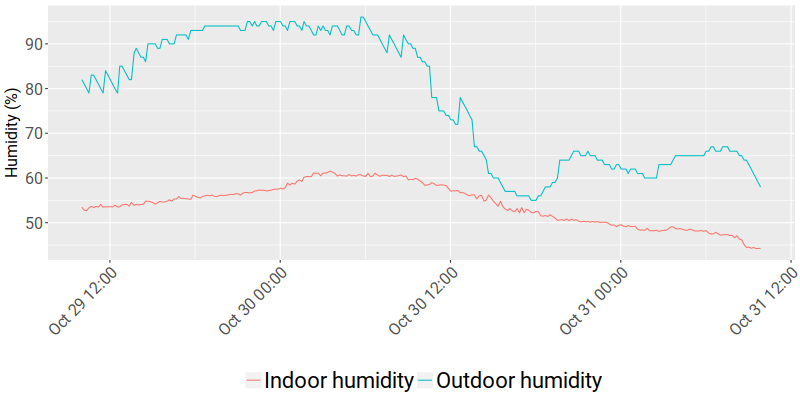 Humidity (%)
90
80
70
60
50
Oct 29 12:00
Oct 30 00:00
Oct 30 12:00
Oct 31 00:00
Oct 31 12:00
Indoor humidity
Outdoor humidity